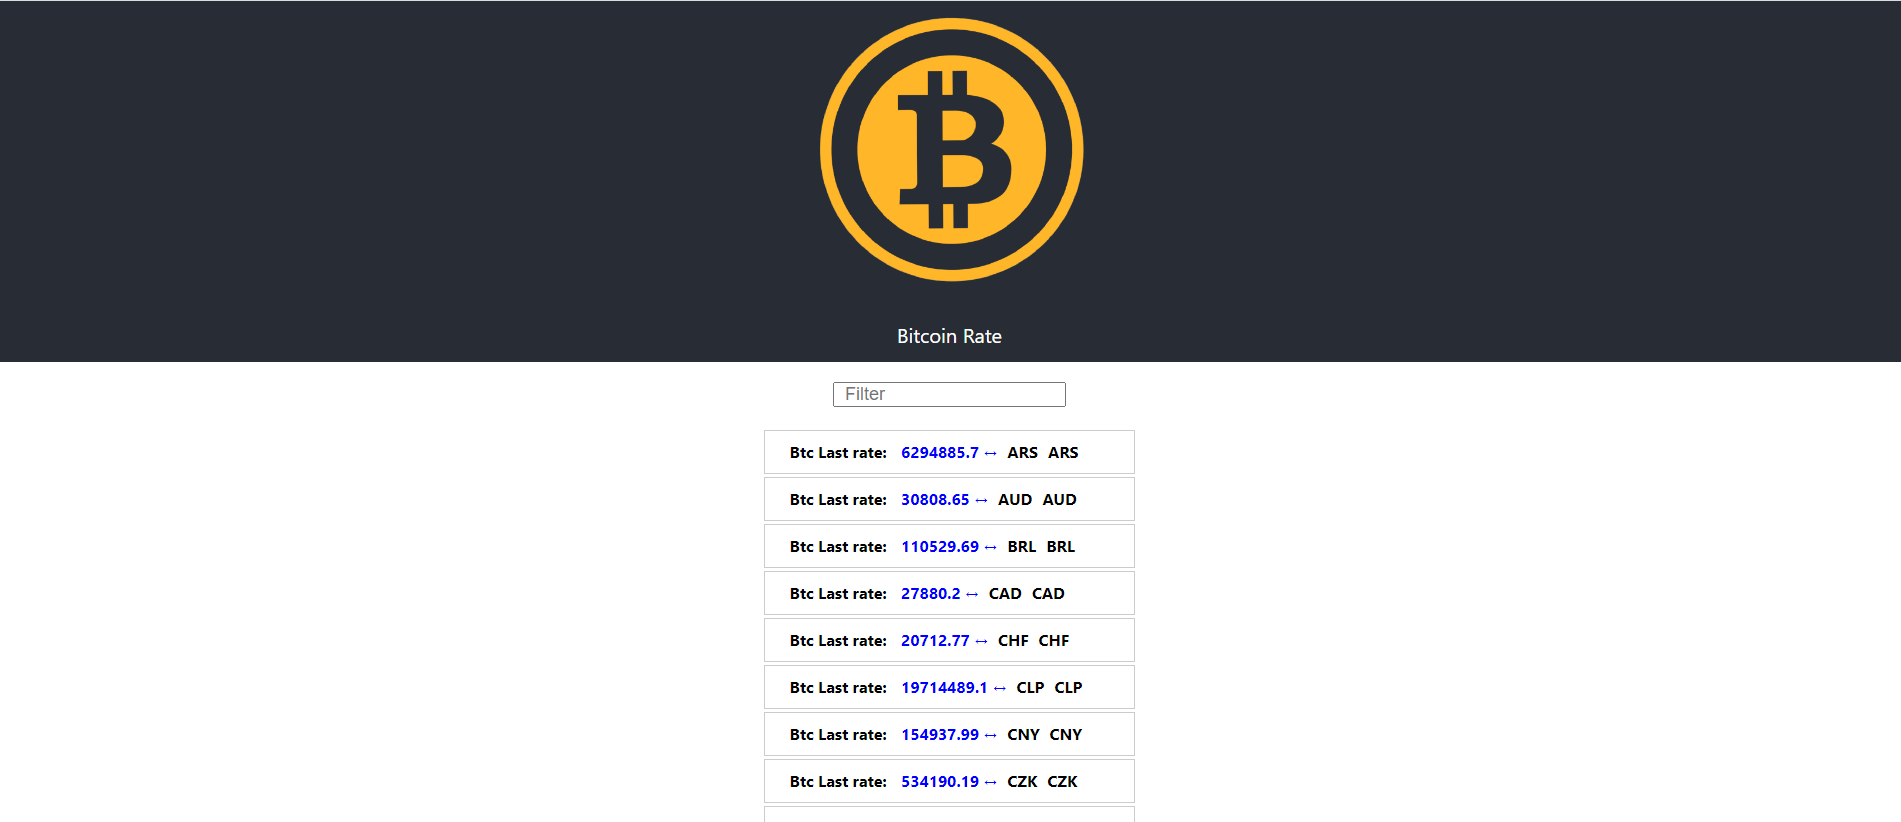 Bitcoin Rate
Filter
Btc Last rate: 6294885.7 ↔ ARS ARS
Btc Last rate: 30808.65 ↔ AUD AUD
Btc Last rate: 110529.69 ↔ BRL BRL
Btc Last rate: 27880.2 ↔ CAD CAD
Btc Last rate: 20712.77 ↔ CHF CHF
Btc Last rate: 19714489.1 ↔ CLP CLP
Btc Last rate: 154937.99 ↔ CNY CNY
Btc Last rate: 534190.19 ↔ CZK CZK